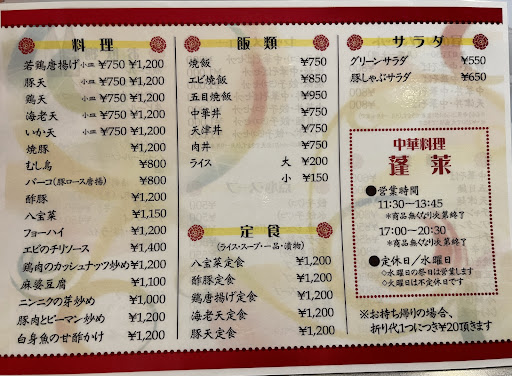 料理
若鶏唐揚げ 小皿 ¥750 ¥1,200
豚天 小皿 ¥750 ¥1,200
鶏天 小皿 ¥750 ¥1,200
海老天 小皿 ¥750 ¥1,200
いか天 小皿 ¥750 ¥1,200
焼豚 ¥1,200
むし鳥 ¥800
パーコ(豚ロース唐揚) ¥800
酢豚 ¥1,200
八宝菜 ¥1,150
フョーハイ ¥1,200
エビのチリソース ¥1,400
鶏肉のカッシュナッツ炒め ¥1,200
麻婆豆腐 ¥1,100
ニンニクの芽炒め ¥1,000
豚肉とピーマン炒め ¥1,200
白身魚の甘酢かけ ¥1,200
飯類
焼飯 ¥750
エビ焼飯 ¥850
五目焼飯 ¥950
中華丼 ¥750
天津丼 ¥750
肉丼 ¥750
ライス 大 ¥200
小 ¥150
定食
(ライス・スープ・一品・漬物)
八宝菜定食 ¥1,200
酢豚定食 ¥1,200
鶏唐揚げ定食 ¥1,200
海老天定食 ¥1,200
豚天定食 ¥1,200
サラダ
グリーンサラダ ¥550
豚しゃぶサラダ ¥650
中華料理
蓬莱
●営業時間
11:30~13:45
*商品無くなり次第終了
17:00~20:30
*商品無くなり次第終了
●定休日/水曜日
◇水曜日の祭日は営業します
◇火曜日は不定休日です
※お持ち帰りの場合、
折り代1つにつき¥20頂きます